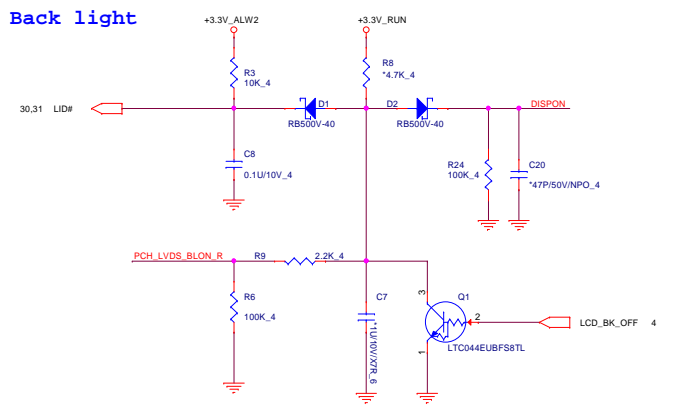 Back light
+3.3V_ALW2
+3.3V_RUN
R3
10K_4
R8
*4.7K_4
30,31 LID#
D1
RB500V-40
D2
RB500V-40
DISPON
C8
0.1U/10V_4
R24
100K_4
C20
*47P/50V/NPO_4
PCH_LVDS_BLON_R
R9
2.2K_4
R6
100K_4
C7
*1U/10V/X7R_6
3
Q1
2
LCD_BK_OFF 4
LTC044EUBFS8TL
1